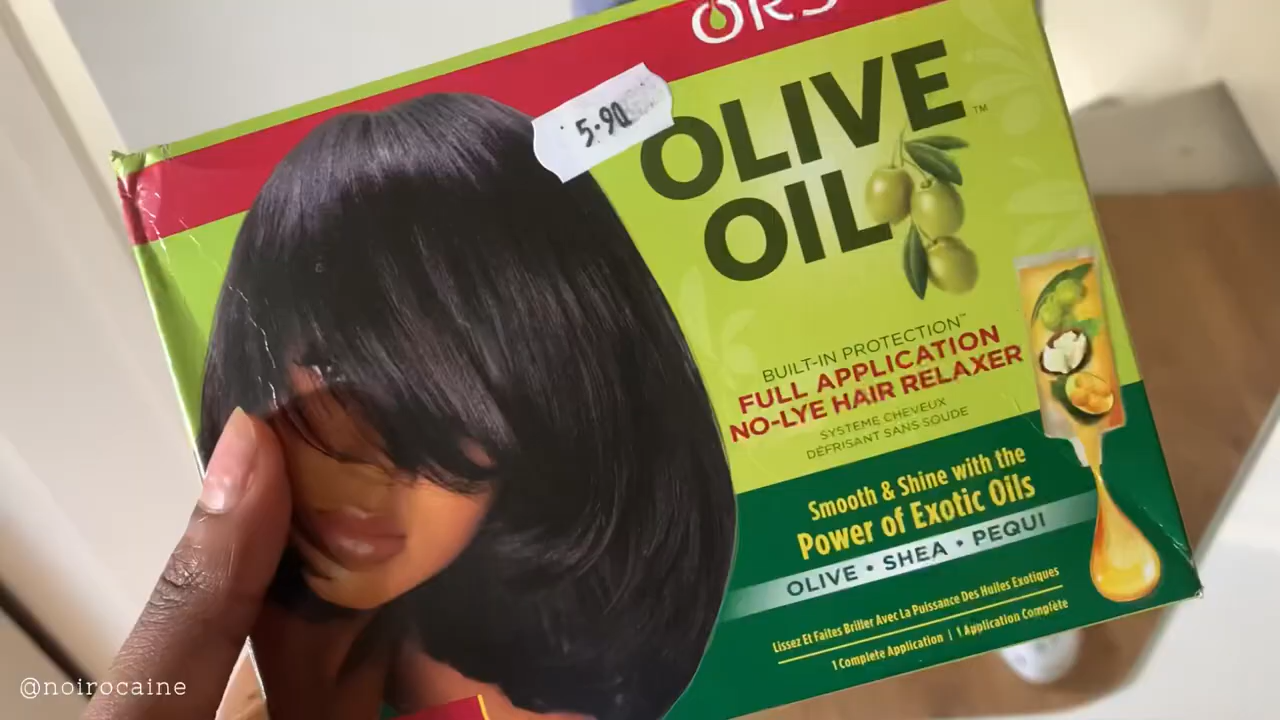 ORS
5.90
OLIVE
OIL™
BUILT-IN PROTECTION™
FULL APPLICATION
NO-LYE HAIR RELAXER
SYSTEME CHEVEUX
DÉFRISANT SANS SOUDE
Smooth & Shine with the
Power of Exotic Oils
OLIVE • SHEA • PEQUI
Lissez Et Faites Briller Avec La Puissance Des Huiles Exotiques
1 Complete Application | 1 Application Complète
@noirocaine